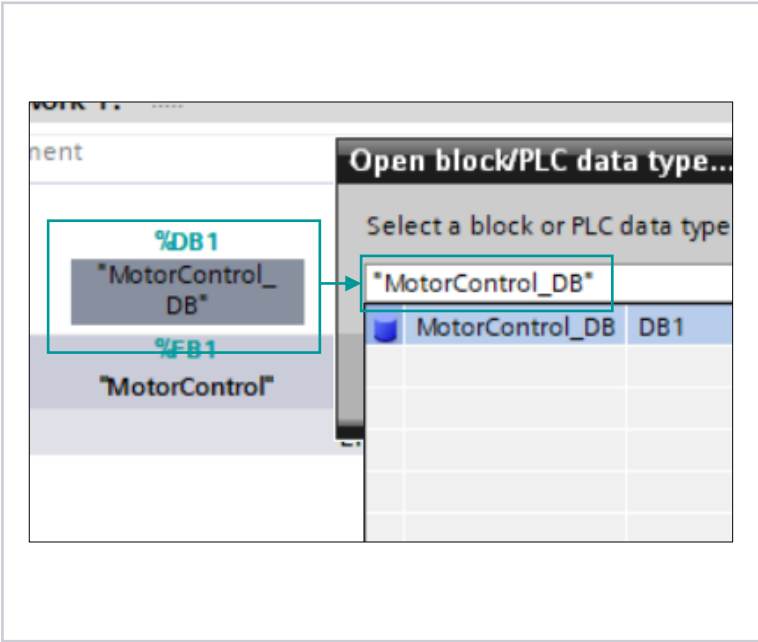 ment
Open block/PLC data type...
Select a block or PLC data type
%DB1
"MotorControl_
DB"
"MotorControl_DB"
MotorControl_DB DB1
%FB1
"MotorControl"